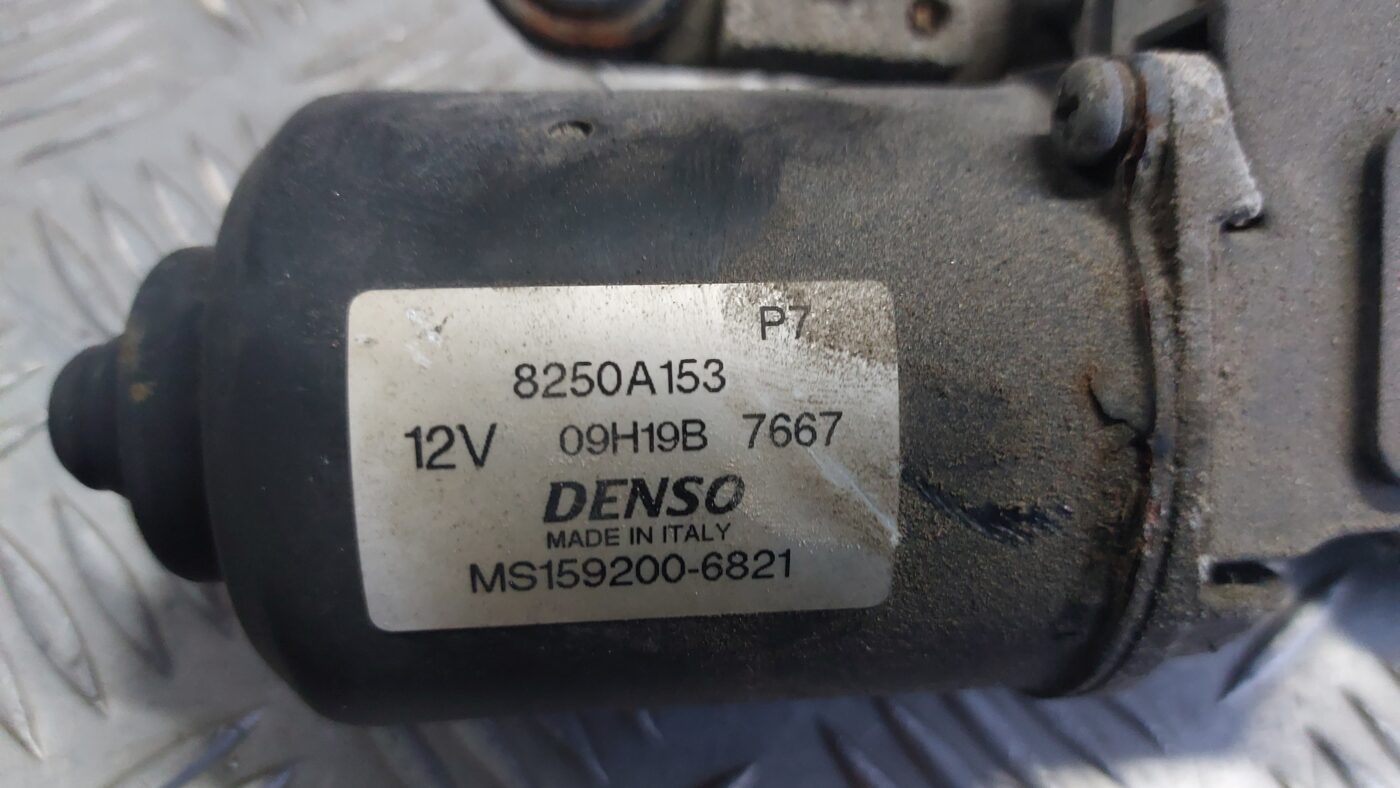 P7
8250A153
12V 09H19B 7667
DENSO
MADE IN ITALY
MS159200-6821